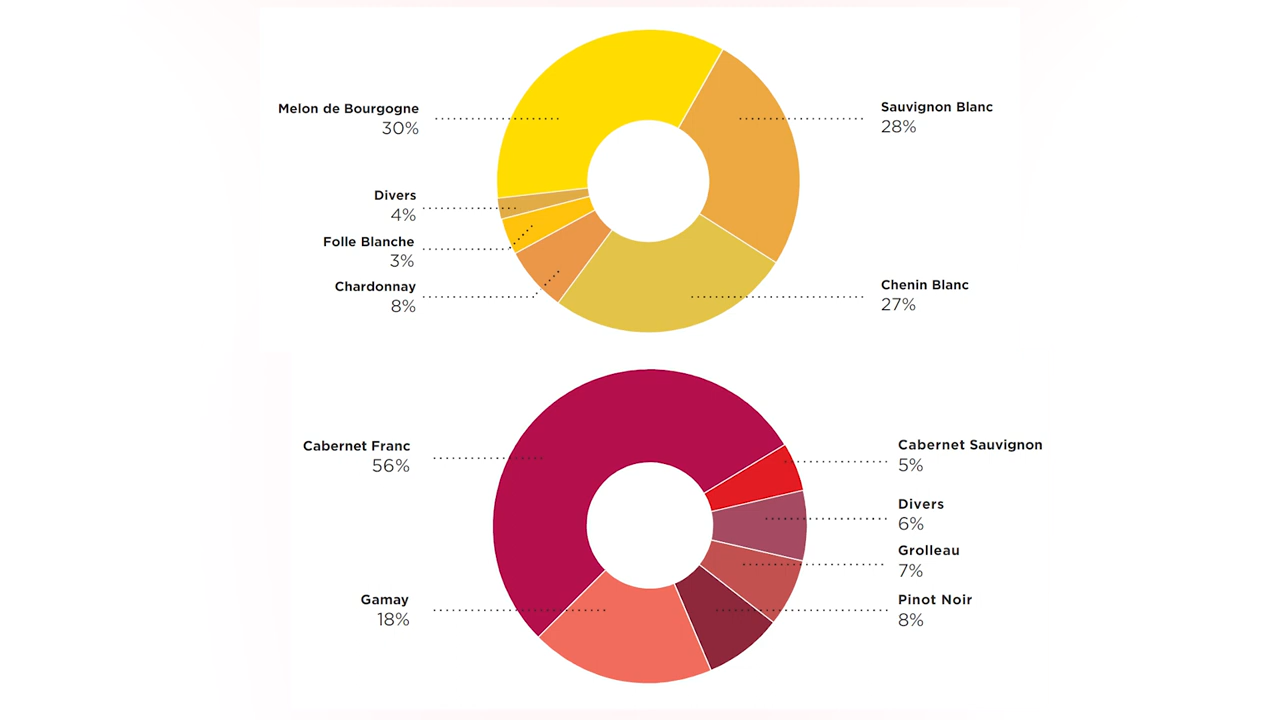 Melon de Bourgogne
30%
Sauvignon Blanc
28%
Divers
4%
Folle Blanche
3%
Chardonnay
8%
Chenin Blanc
27%
Cabernet Franc
56%
Cabernet Sauvignon
5%
Divers
6%
Grolleau
7%
Gamay
18%
Pinot Noir
8%